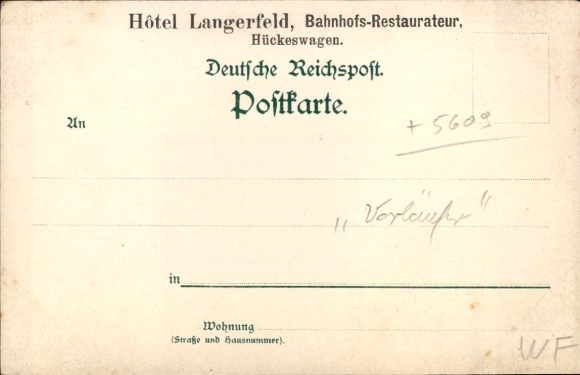 Hôtel Langerfeld, Bahnhofs-Restaurateur,
Hückeswagen.
Deutsche Reichspost.
Postkarte.
An
+ 5609
„Vorläufer"
in
Wohnung
(Straße und Hausnummer).
WF